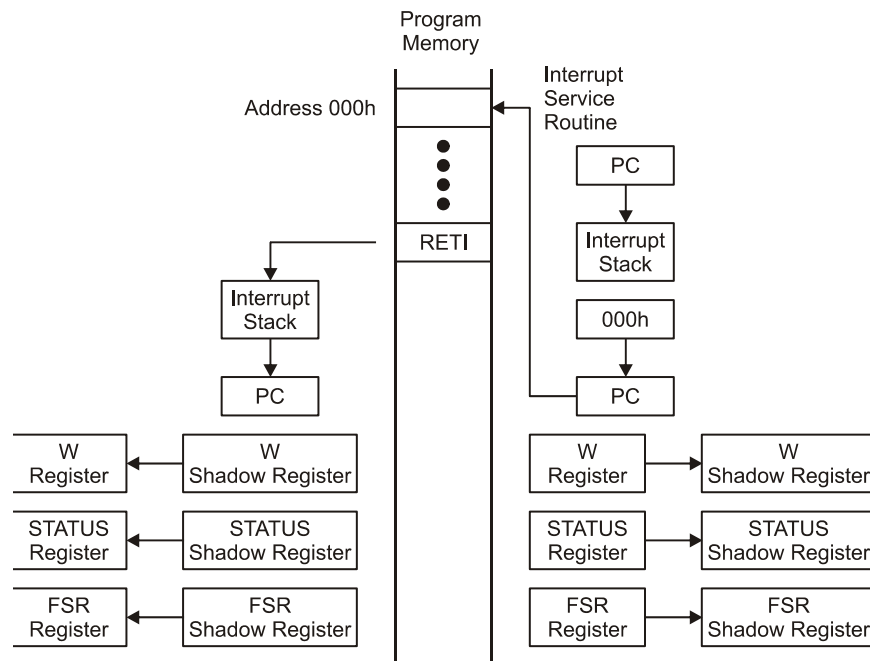 Program
Memory
Address 000h
Interrupt
Service
Routine
PC
Interrupt
Stack
RETI
Interrupt
Stack
000h
PC
PC
W
Register
W
Shadow Register
W
Register
W
Shadow Register
STATUS
Register
STATUS
Shadow Register
STATUS
Register
STATUS
Shadow Register
FSR
Register
FSR
Shadow Register
FSR
Register
FSR
Shadow Register